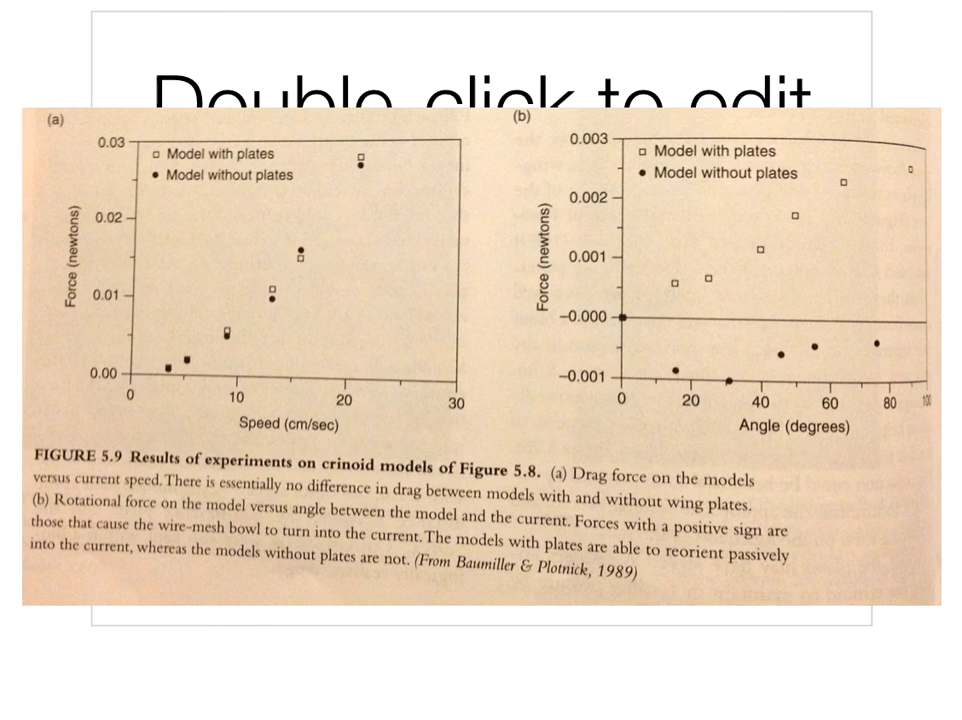 Double-click to edit
(a)
0.03
□ Model with plates
• Model without plates
0.02
Force (newtons)
0.01
0.00
0
10
20
30
Speed (cm/sec)
(b)
0.003
□ Model with plates
• Model without plates
0.002
Force (newtons)
0.001
−0.000
−0.001
0
20
40
60
80
100
Angle (degrees)
FIGURE 5.9 Results of experiments on crinoid models of Figure 5.8. (a) Drag force on the models
versus current speed. There is essentially no difference in drag between models with and without wing plates.
(b) Rotational force on the model versus angle between the model and the current. Forces with a positive sign are
those that cause the wire-mesh bowl to turn into the current. The models with plates are able to reorient passively
into the current, whereas the models without plates are not. (From Baumiller & Plotnick, 1989)